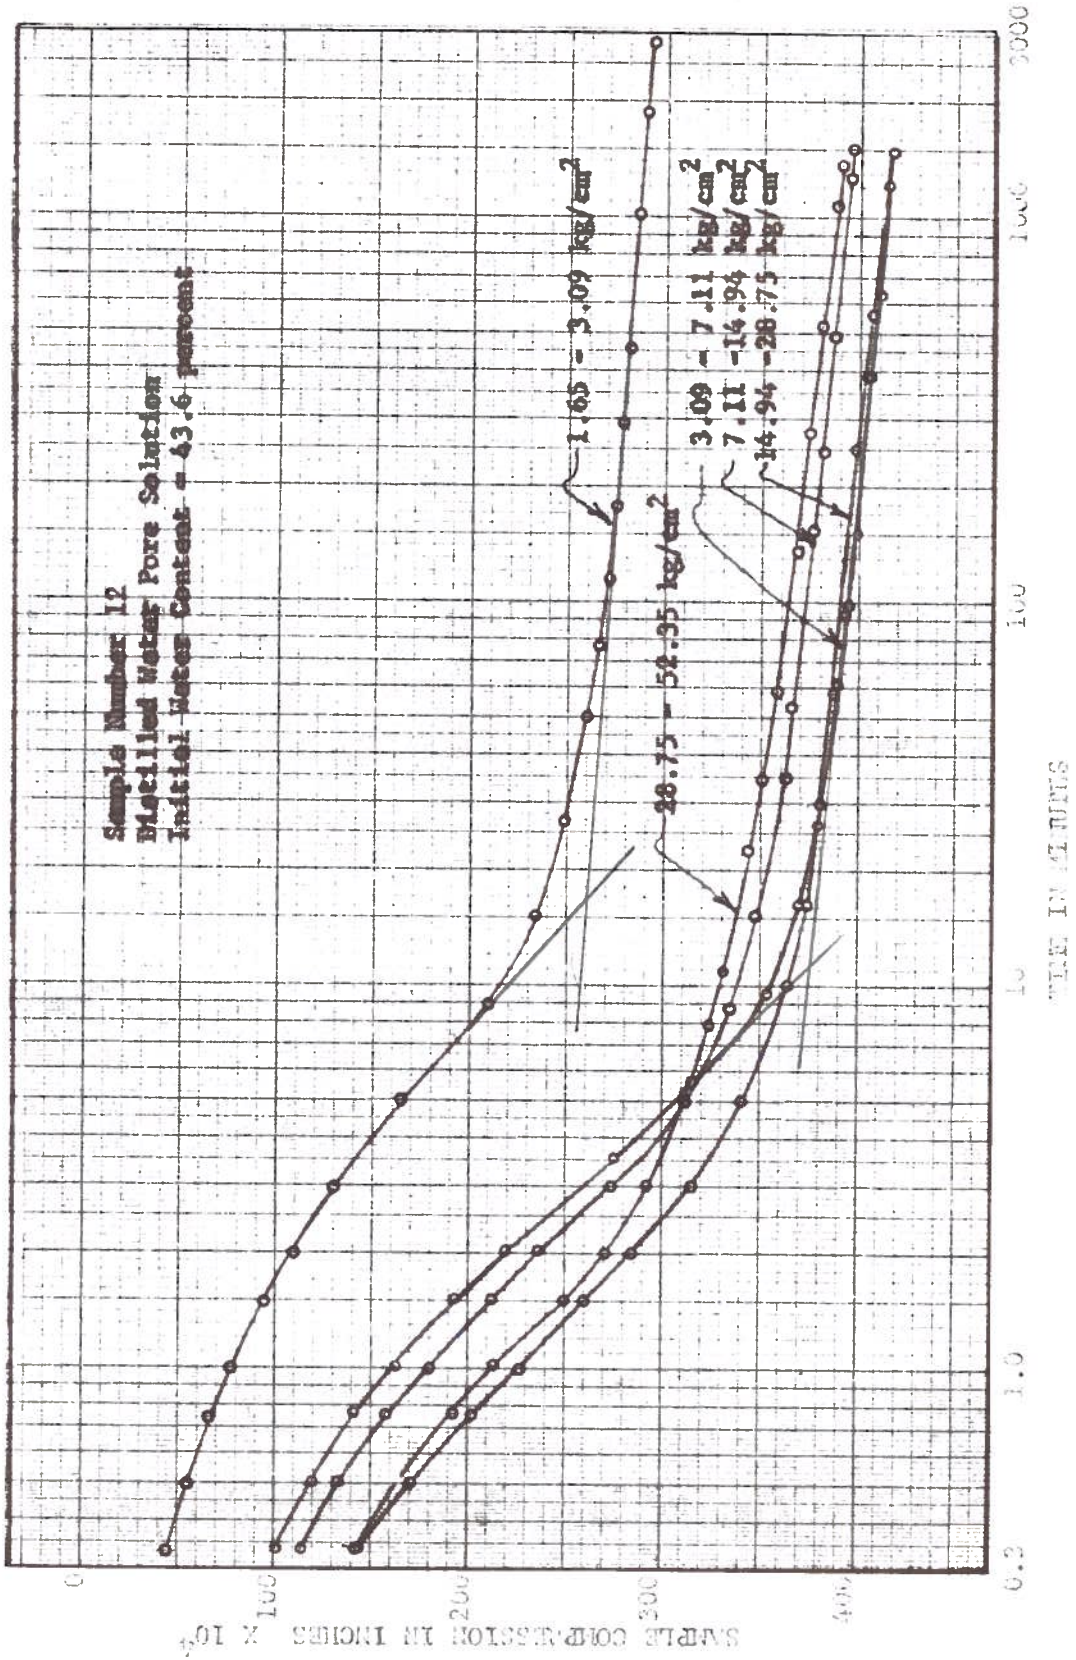 Sample Number 12
Distilled Water Pore Solution
Initial Water Content = 43.6 percent
1.65 - 3.09 kg/cm²
3.09 - 7.11 kg/cm²
7.11 -14.94 kg/cm²
14.94 -28.75 kg/cm²
28.75 - 52.35 kg/cm²
0
100
200
300
400
SAMPLE COMPRESSION IN INCHES X 10
0.3
1.0
10
100
1000
TIME IN MINUTES